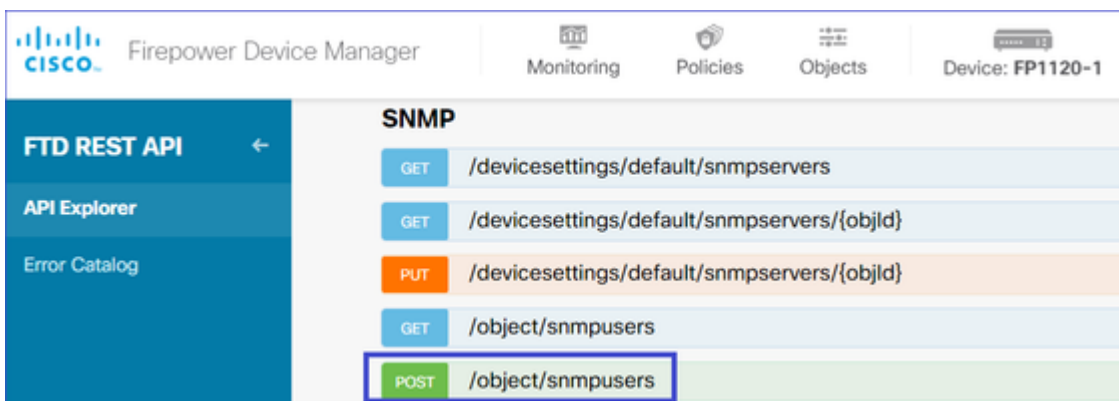 CISCO
Firepower Device Manager
Monitoring
Policies
Objects
Device: FP1120-1
FTD REST API ←
API Explorer
Error Catalog
SNMP
GET /devicesettings/default/snmpservers
GET /devicesettings/default/snmpservers/{objId}
PUT /devicesettings/default/snmpservers/{objId}
GET /object/snmpusers
POST /object/snmpusers